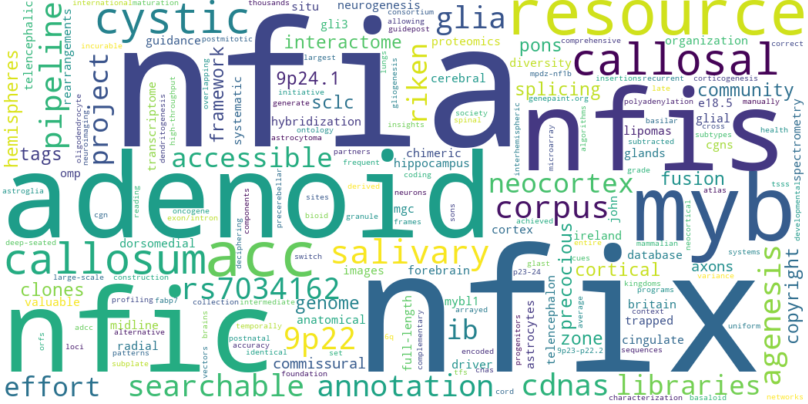 cystic
resource
nfia
nfis
adenoid
nfic
nfix
myb
acc
callosum
callosal
corpus
neocortex
salivary
rs7034162
9p22
searchable
annotation
cdnas
libraries
effort
agenesis
copyright
pipeline
project
framework
riken
glia
interactome
pons
splicing
community
accessible
fusion
precocious
cortical
zone
ib
genome
clones
tags
hemispheres
9p24.1
sclc
hybridization
guidance
gli3
situ
neurogenesis
proteomics
diversity
organization
e18.5
glial
cgns
lipomas
glands
cerebral
systematic
transcriptome
telencephalic
rearrangements
thousands
internationalmaturation
incurable
postmitotic
oligodendrocyte
neuroimaging
dendritogenesis
high-throughput
overlapping
initiative
generate
largest
consortium
allowing
guidepost
comprehensive
correct
mpdz-nfib
insertionsrecurrent
corticogenesis
late
genepaint.org
polyadenylation
manually
basilar
cross
subtypes
health
subtracted
algorithms
microarray
interhemispheric
society
spinal
insights
gliogenesis
lungs
astrocytoma
ontology
partners
frequent
chimeric
hippocampus
coding
omp
astroglia
cgn
reading
oncogene
exon/intron
derived
sites
bioid
precerebellar
granule
neurons
components
mgc
frames
sons
cortex
achieved
john
ireland
grade
atlas
tsss
neocortical
mammalian
developmentalspectrometry
database
entire
axons
cues
systems
deep-seated
dorsomedial
deciphering
switch
images
forebrain
glast
large-scale
construction
profiling
fabp7
collection
intermediate
temporally
valuable
adcc
midline
alternative
anatomical
mybl1
full-length
complementary
arrayed
p23-24
telencephalon
astrocytes
kingdoms
programs
average
britain
context
trapped
variance
uniform
orfs
loci
radial
patterns
subplate
brains
vectors
postnatal
accuracy
identical
set
commissural
foundation
6q
driver
tfs
cnas
cord
encoded
progenitors
9p23-p22.2
cingulate
sequences
characterization
basaloid
networks